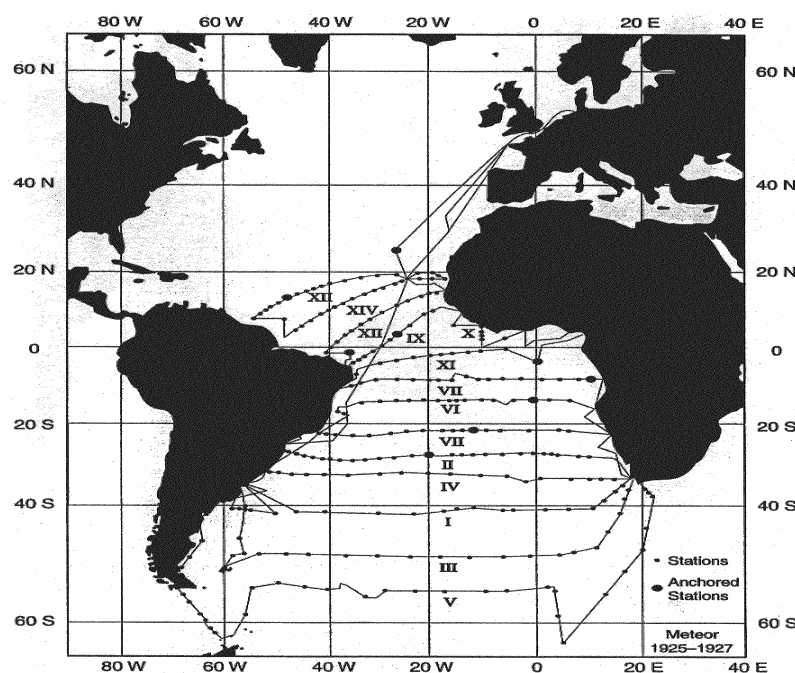 80 W 60 W 40 W 20 W 0 20 E 40 E
60 N 60 N
40 N 40 N
20 N 20 N
XII
XIV
XII IX X
0 0
XI
VII
VI
20 S 20 S
VII
II
IV
40 S 40 S
I
Stations
III
Anchored
Stations
V
60 S 60 S
Meteor
1925–1927
80 W 60 W 40 W 20 W 0 20 E 40 E